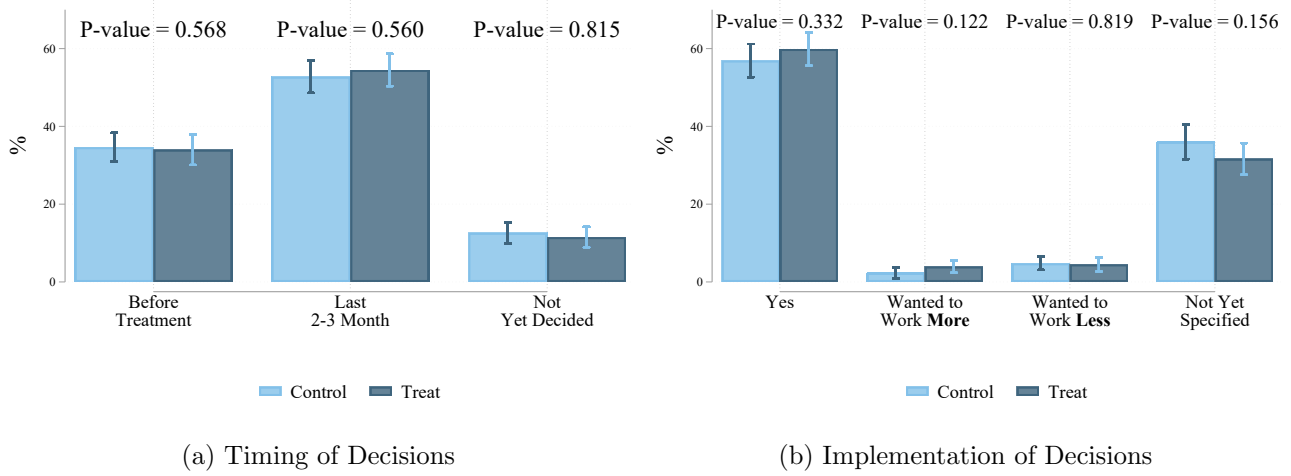 P-value = 0.568
P-value = 0.560
P-value = 0.815
60
40
20
0
%
Before
Treatment
Last
2-3 Month
Not
Yet Decided
Control
Treat
(a) Timing of Decisions
P-value = 0.332
P-value = 0.122
P-value = 0.819
P-value = 0.156
60
40
20
0
%
Yes
Wanted to
Work More
Wanted to
Work Less
Not Yet
Specified
Control
Treat
(b) Implementation of Decisions